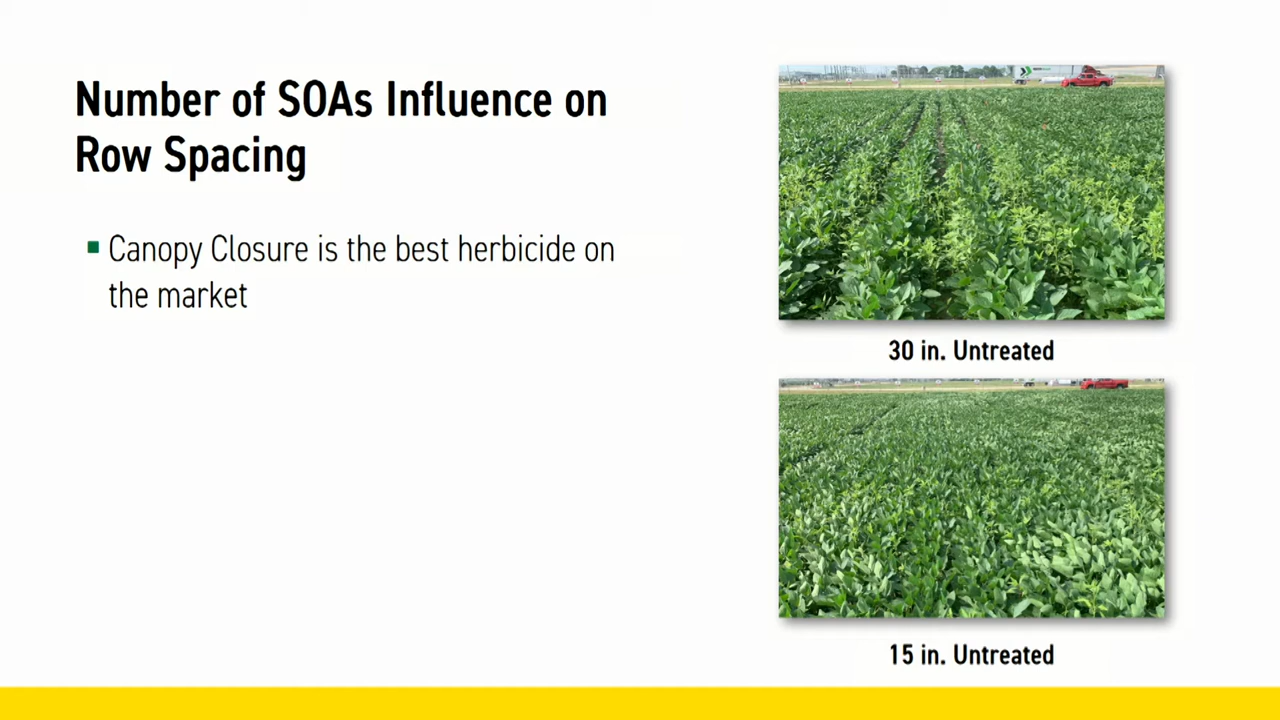 Number of SOAs Influence on
Row Spacing
Canopy Closure is the best herbicide on
the market
30 in. Untreated
15 in. Untreated